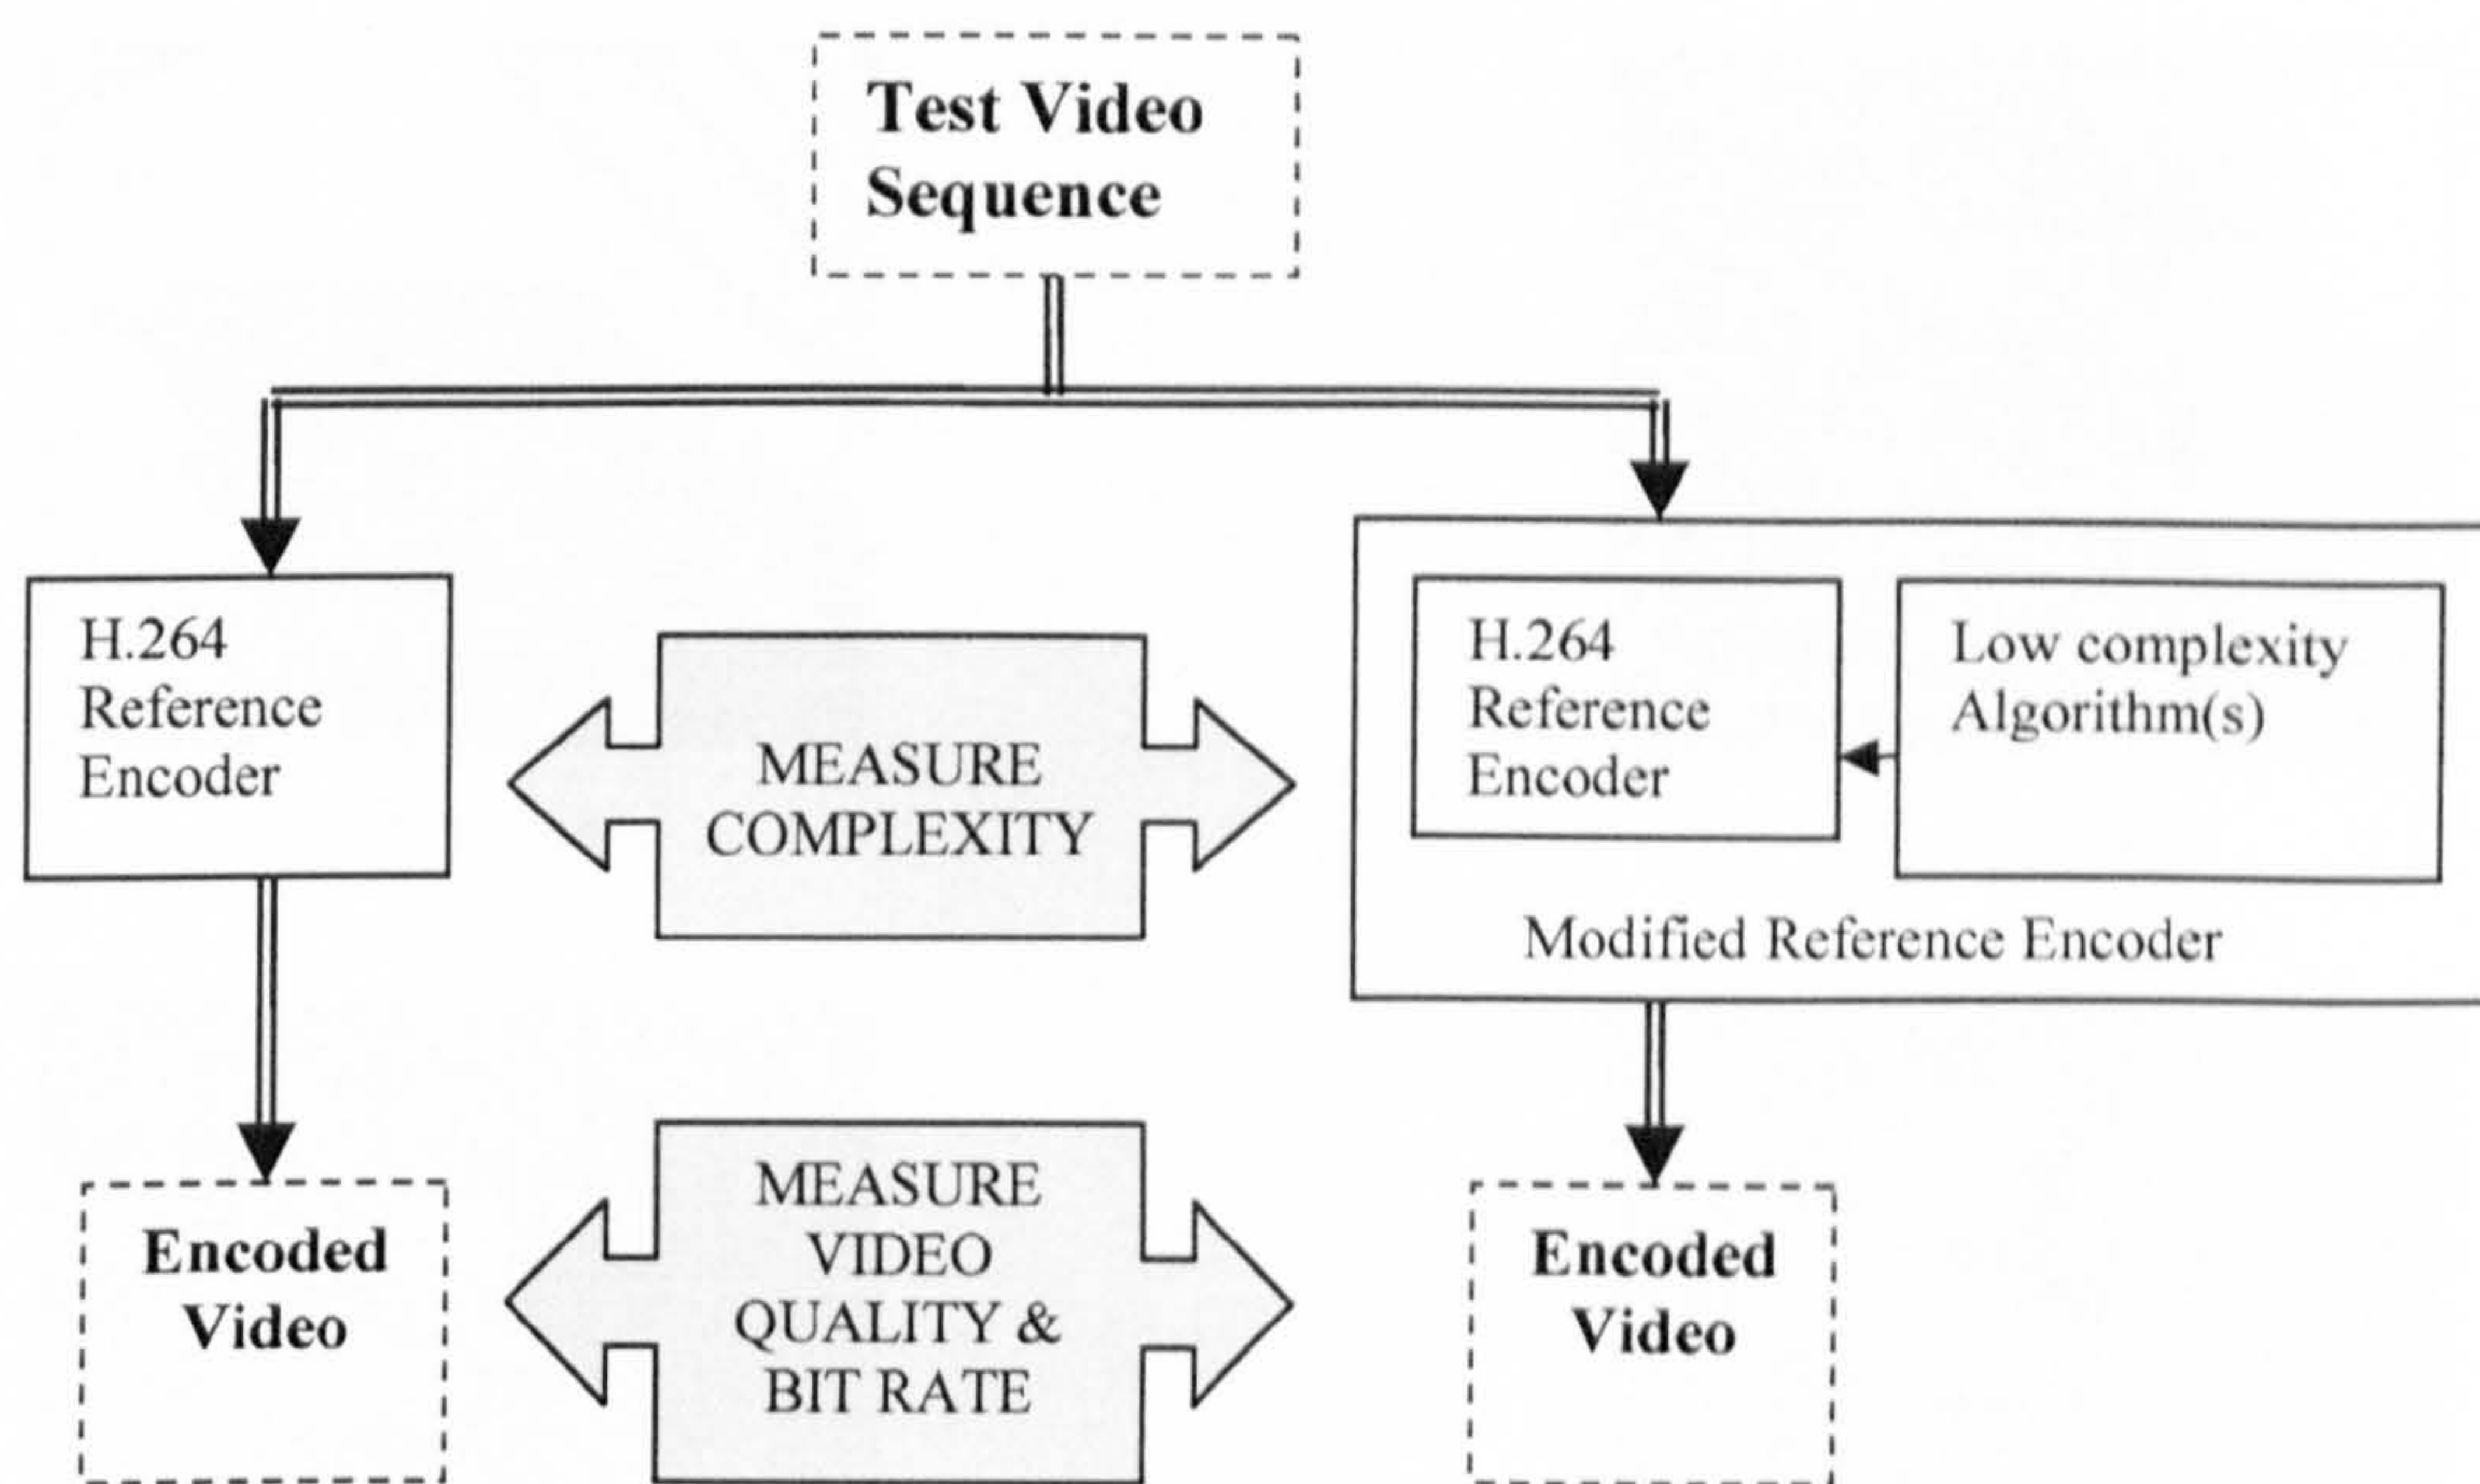 Test Video
Sequence
H.264
Reference
Encoder
MEASURE
COMPLEXITY
H.264
Reference
Encoder
Low complexity
Algorithm(s)
Modified Reference Encoder
Encoded
Video
MEASURE
VIDEO
QUALITY &
BIT RATE
Encoded
Video